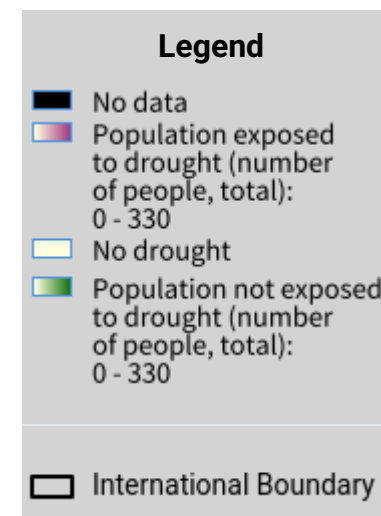 Legend
No data
Population exposed
to drought (number
of people, total):
0 - 330
No drought
Population not exposed
to drought (number
of people, total):
0 - 330
International Boundary